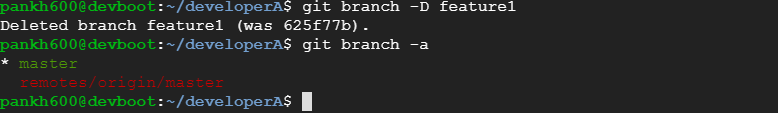 pankh600@devboot:~/developerA$ git branch -D feature1
Deleted branch feature1 (was 625f77b).
pankh600@devboot:~/developerA$ git branch -a
* master
  remotes/origin/master
pankh600@devboot:~/developerA$